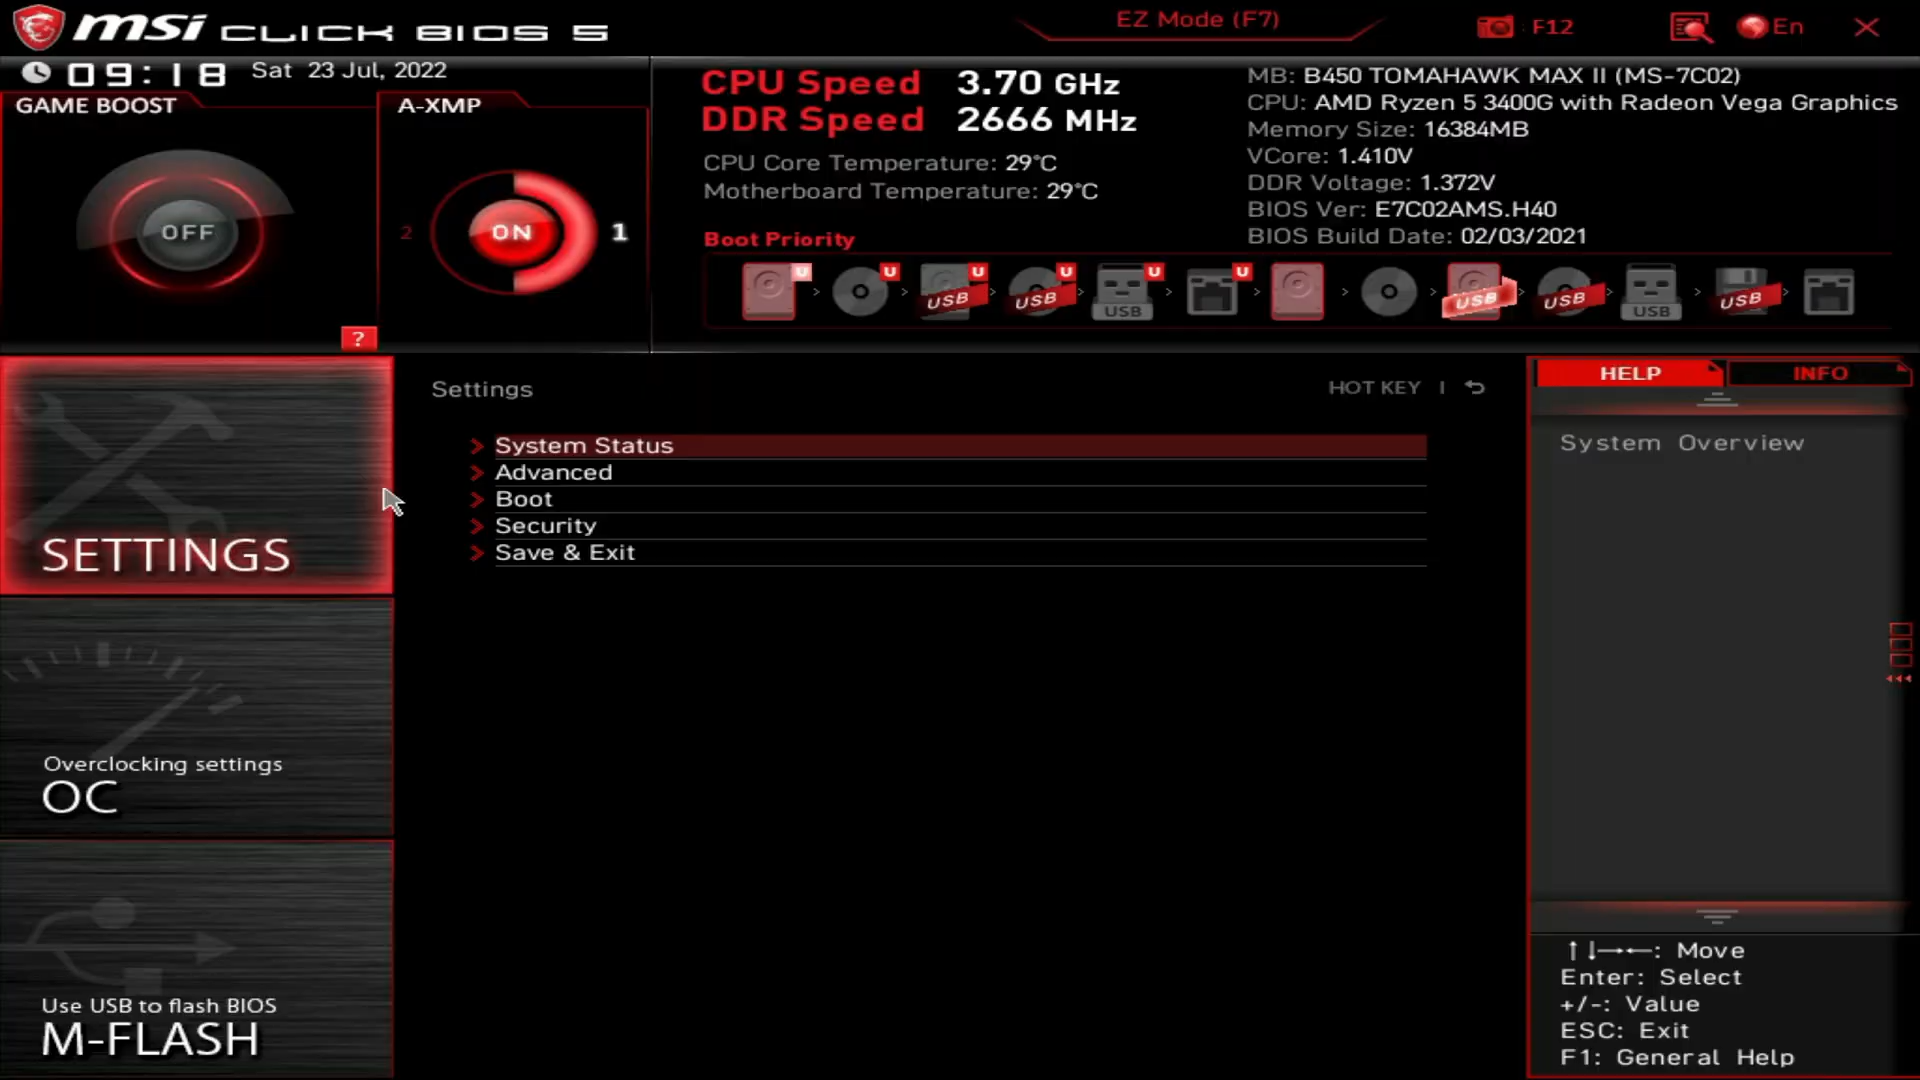 msi CLICK BIOS 5
EZ Mode (F7)
F12
En
09:18 Sat 23 Jul, 2022
GAME BOOST
OFF
A-XMP
2 ON 1
?
CPU Speed 3.70 GHz
DDR Speed 2666 MHz
CPU Core Temperature: 29°C
Motherboard Temperature: 29°C
MB: B450 TOMAHAWK MAX II (MS-7C02)
CPU: AMD Ryzen 5 3400G with Radeon Vega Graphics
Memory Size: 16384MB
VCore: 1.410V
DDR Voltage: 1.372V
BIOS Ver: E7C02AMS.H40
BIOS Build Date: 02/03/2021
Boot Priority
U U U U U U
USB USB USB USB USB USB USB
SETTINGS
Overclocking settings
OC
Use USB to flash BIOS
M-FLASH
Settings
HOT KEY |
> System Status
> Advanced
> Boot
> Security
> Save & Exit
HELP
INFO
System Overview
↑↓→←: Move
Enter: Select
+/-: Value
ESC: Exit
F1: General Help